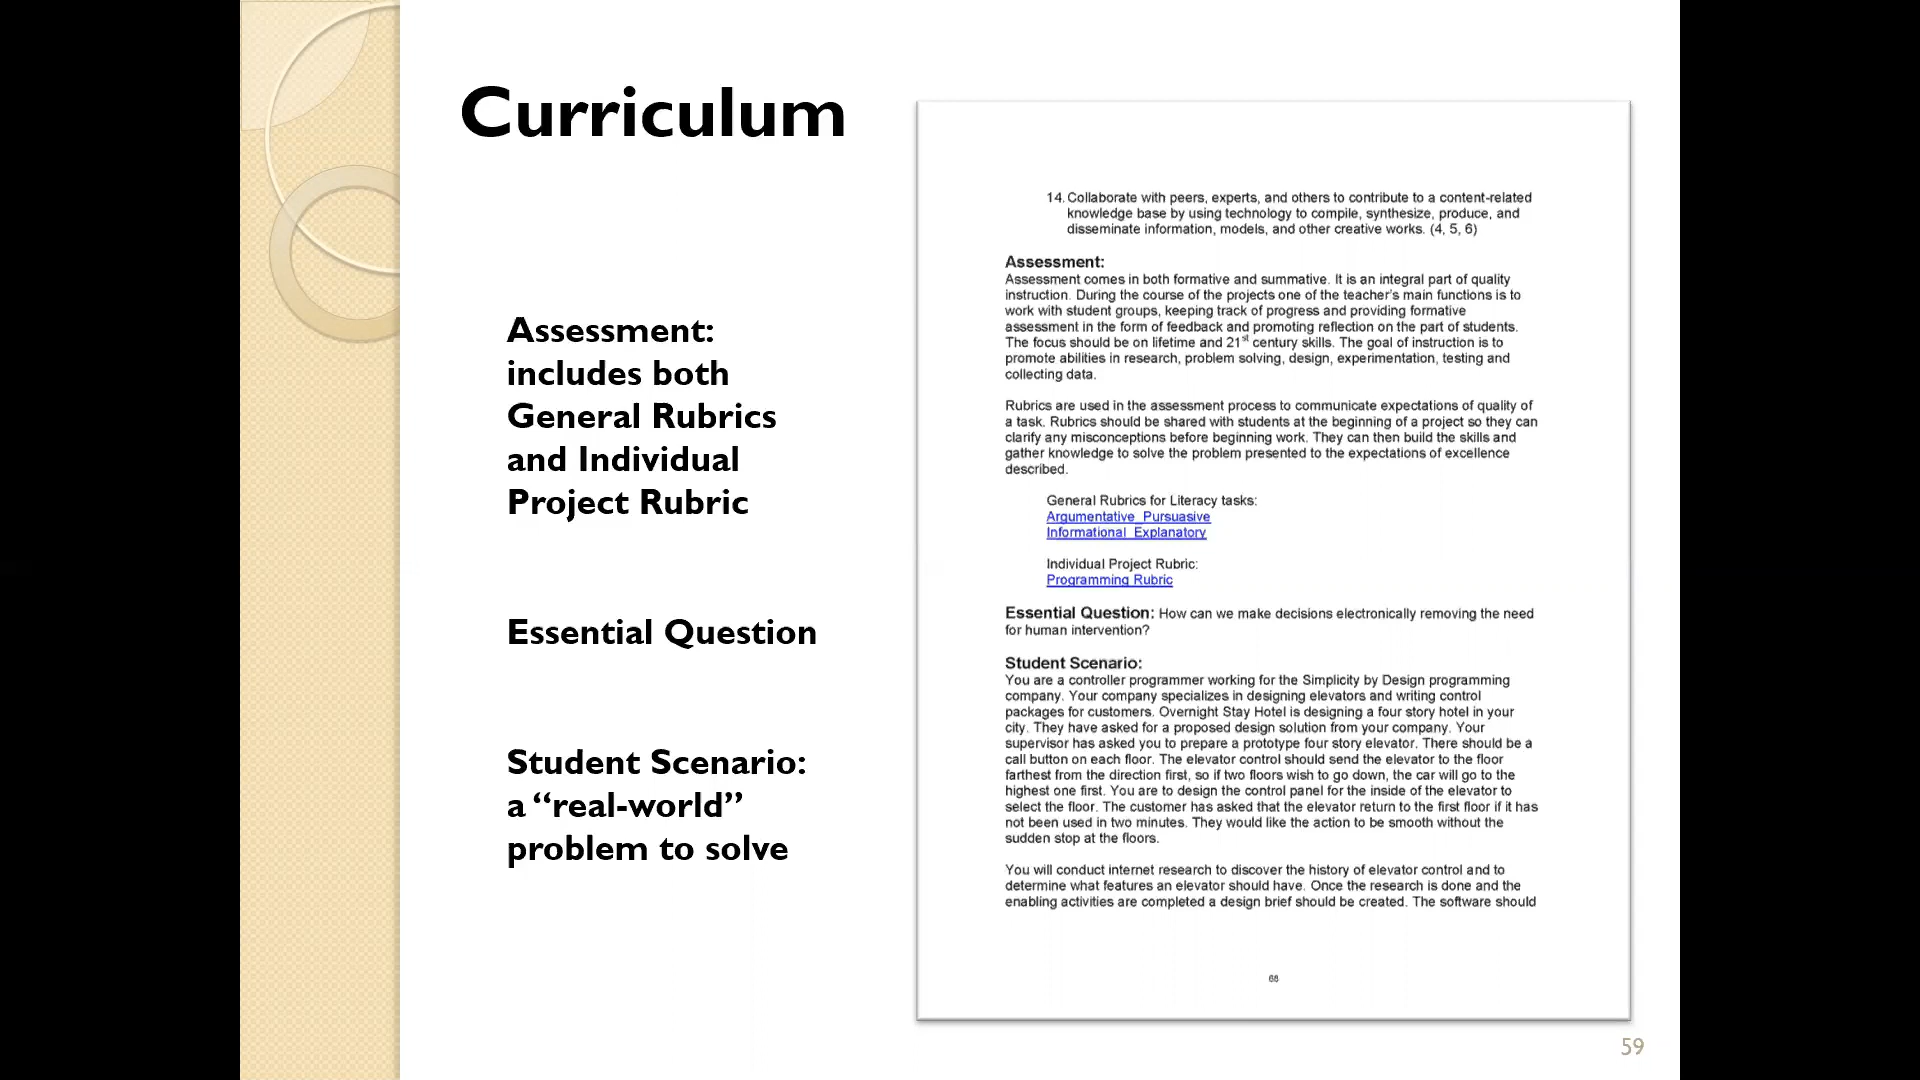 Curriculum
Assessment:
includes both
General Rubrics
and Individual
Project Rubric
Essential Question
Student Scenario:
a “real-world”
problem to solve
14. Collaborate with peers, experts, and others to contribute to a content-related
knowledge base by using technology to compile, synthesize, produce, and
disseminate information, models, and other creative works. (4, 5, 6)
Assessment:
Assessment comes in both formative and summative. It is an integral part of quality
instruction. During the course of the projects one of the teacher's main functions is to
work with student groups, keeping track of progress and providing formative
assessment in the form of feedback and promoting reflection on the part of students.
The focus should be on lifetime and 21st century skills. The goal of instruction is to
promote abilities in research, problem solving, design, experimentation, testing and
collecting data.
Rubrics are used in the assessment process to communicate expectations of quality of
a task. Rubrics should be shared with students at the beginning of a project so they can
clarify any misconceptions before beginning work. They can then build the skills and
gather knowledge to solve the problem presented to the expectations of excellence
described.
General Rubrics for Literacy tasks:
Argumentative_Pursuasive
Informational_Explanatory
Individual Project Rubric:
Programming Rubric
Essential Question: How can we make decisions electronically removing the need
for human intervention?
Student Scenario:
You are a controller programmer working for the Simplicity by Design programming
company. Your company specializes in designing elevators and writing control
packages for customers. Overnight Stay Hotel is designing a four story hotel in your
city. They have asked for a proposed design solution from your company. Your
supervisor has asked you to prepare a prototype four story elevator. There should be a
call button on each floor. The elevator control should send the elevator to the floor
farthest from the direction first, so if two floors wish to go down, the car will go to the
highest one first. You are to design the control panel for the inside of the elevator to
select the floor. The customer has asked that the elevator return to the first floor if it has
not been used in two minutes. They would like the action to be smooth without the
sudden stop at the floors.
You will conduct internet research to discover the history of elevator control and to
determine what features an elevator should have. Once the research is done and the
enabling activities are completed a design brief should be created. The software should
68
59